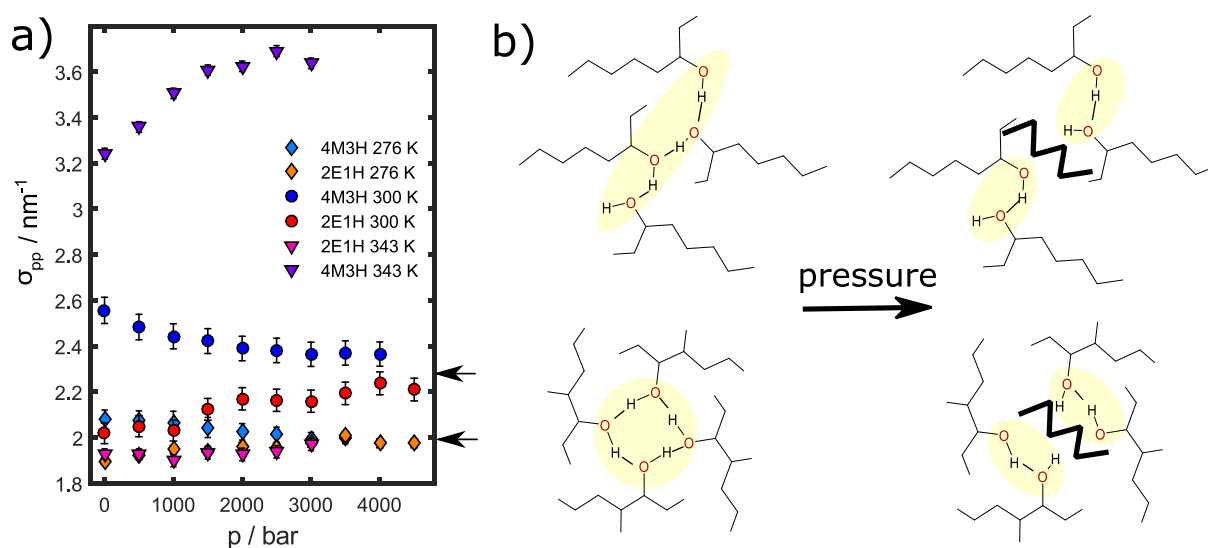 a)
σpp / nm-1
3.6
3.4
3.2
3
2.8
2.6
2.4
2.2
2
1.8
4M3H 276 K
2E1H 276 K
4M3H 300 K
2E1H 300 K
2E1H 343 K
4M3H 343 K
0
1000
2000
3000
4000
p / bar
b)
O
H
O
H
O
H
H O
pressure
O
H
H O
O
H
H O
O
H
H
O
O
H
H
O
O
H
H
O
O
H
H
O